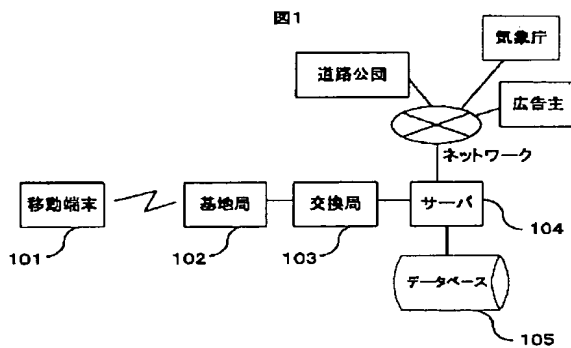 図1
気象庁
道路公団
広告主
ネットワーク
移動端末
基地局
交換局
サーバ
104
101
102
103
データベース
105